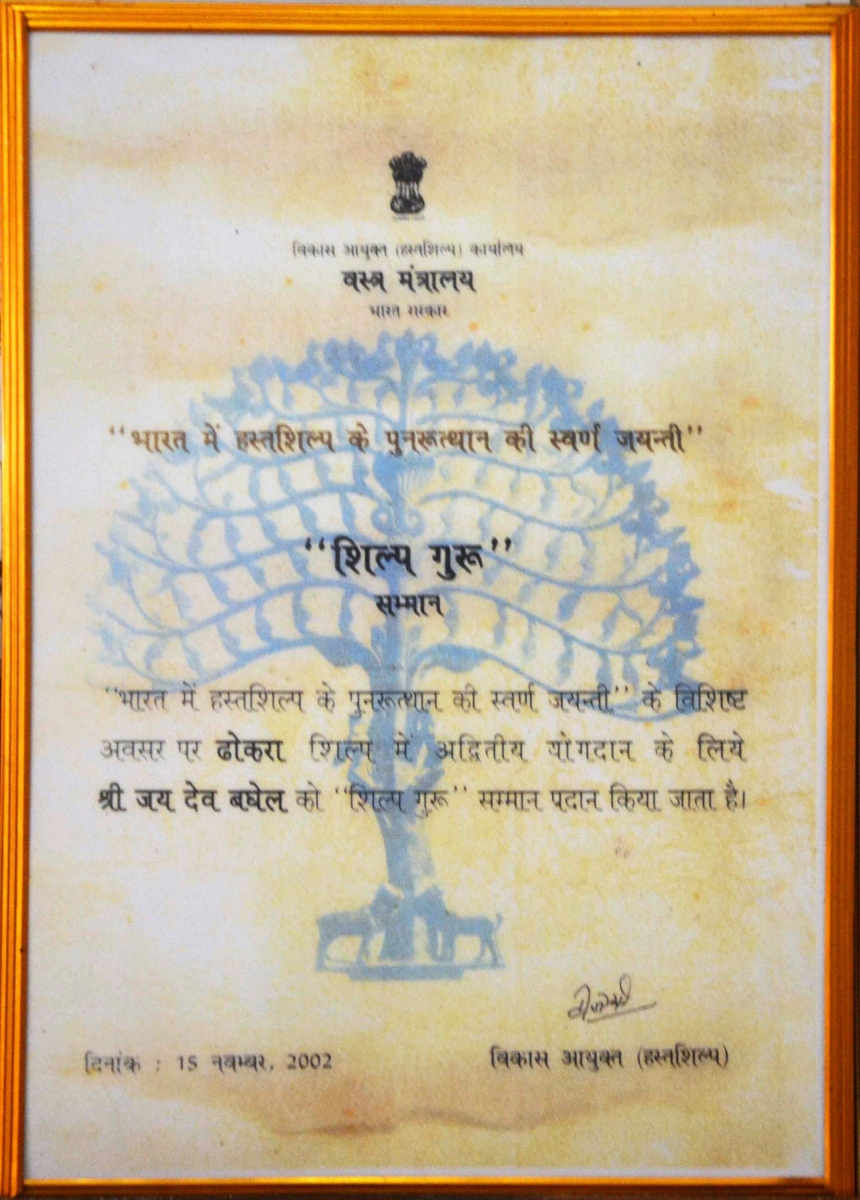 विकास आयुक्त (हस्तशिल्प) कार्यालय
वस्त्र मंत्रालय
भारत सरकार
‘‘भारत में हस्तशिल्प के पुनरूत्थान की स्वर्ण जयन्ती’’
‘‘शिल्प गुरू’’
सम्मान
‘‘भारत में हस्तशिल्प के पुनरूत्थान की स्वर्ण जयन्ती’’ के विशिष्ट
अवसर पर ढोकरा शिल्प में अद्वितीय योगदान के लिये
श्री जय देव बघेल को ‘‘शिल्प गुरू’’ सम्मान प्रदान किया जाता है।
दिनांक : 15 नवम्बर, 2002
विकास आयुक्त (हस्तशिल्प)